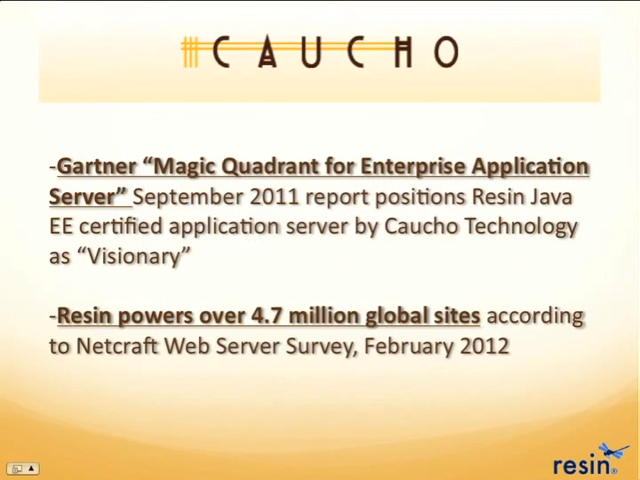 CAUCHO
-Gartner “Magic Quadrant for Enterprise Application
Server” September 2011 report positions Resin Java
EE certified application server by Caucho Technology
as “Visionary”
-Resin powers over 4.7 million global sites according
to Netcraft Web Server Survey, February 2012
resin®